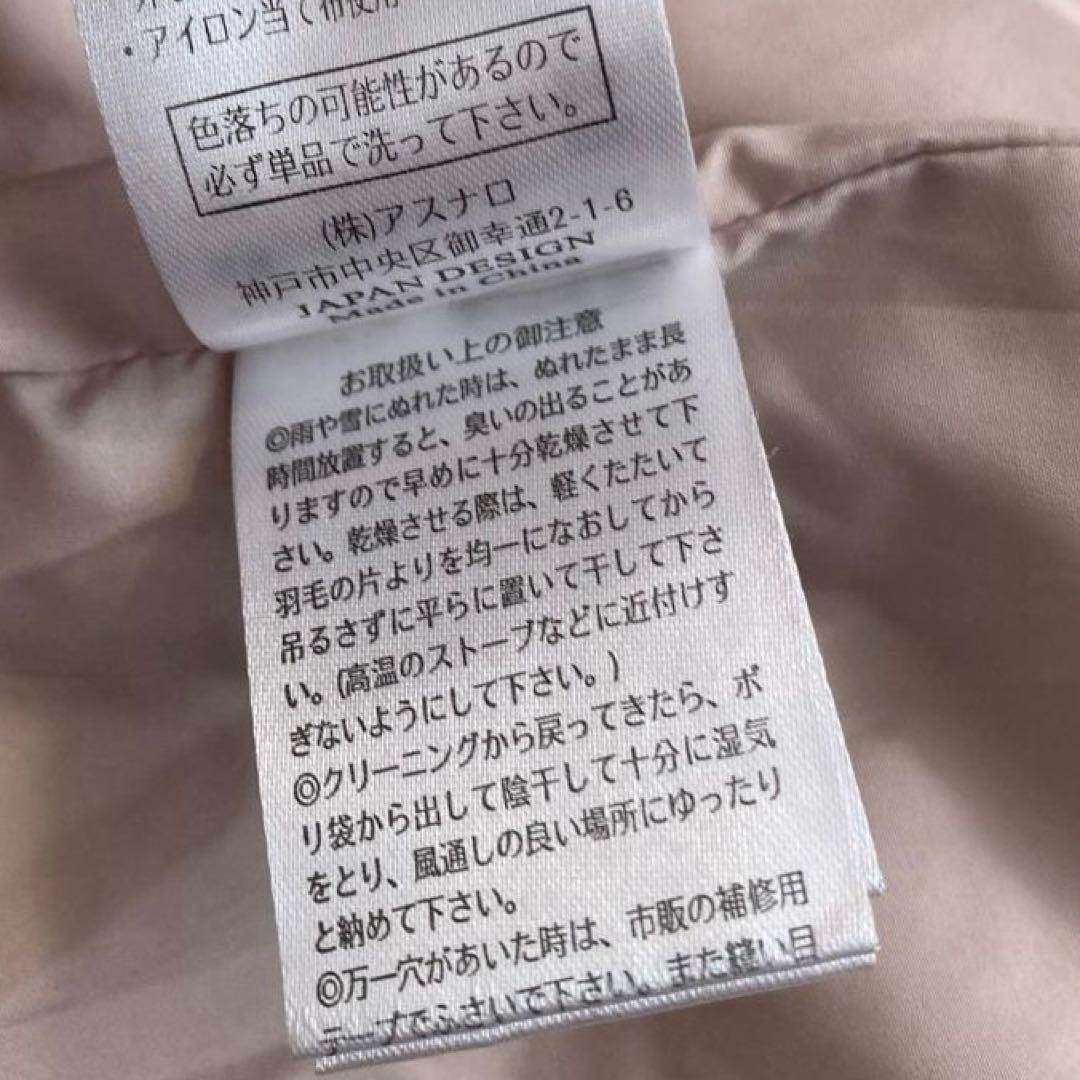 ・アイロン当て布使用
色落ちの可能性があるので
必ず単品で洗って下さい。
(株)アスナロ
神戸市中央区御幸通2-1-6
JAPAN DESIGN
Made in China
お取扱い上の御注意
◎雨や雪にぬれた時は、ぬれたまま長
時間放置すると、臭いの出ることがあ
りますので早めに十分乾燥させて下
さい。乾燥させる際は、軽くたたいて
羽毛の片よりを均一になおしてから
吊るさずに平らに置いて干して下さ
い。(高温のストーブなどに近付けす
ぎないようにして下さい。)
◎クリーニングから戻ってきたら、ポ
リ袋から出して陰干して十分に湿気
をとり、風通しの良い場所にゆったり
と納めて下さい。
◎万一穴があいた時は、市販の補修用
テープでふさいで下さい。また縫い目